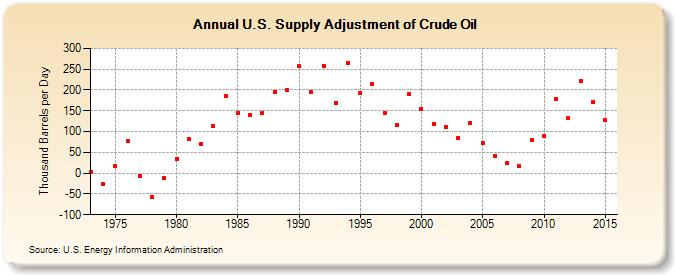 Annual U.S. Supply Adjustment of Crude Oil
Thousand Barrels per Day
300
250
200
150
100
50
0
-50
-100
1975 1980 1985 1990 1995 2000 2005 2010 2015
Source: U.S. Energy Information Administration